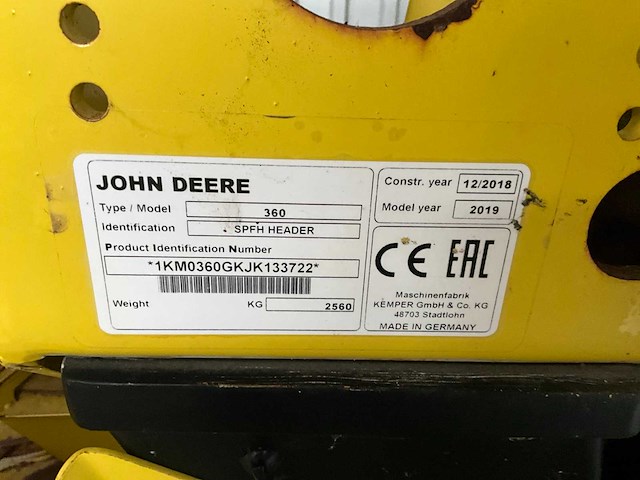 JOHN DEERE
Type / Model 360
Identification SPFH HEADER
Product Identification Number
*1KM0360GKJK133722*
Weight KG 2560
Constr. year 12/2018
Model year 2019
CE EAC
Maschinenfabrik
KEMPER GmbH & Co. KG
48703 Stadtlohn
MADE IN GERMANY